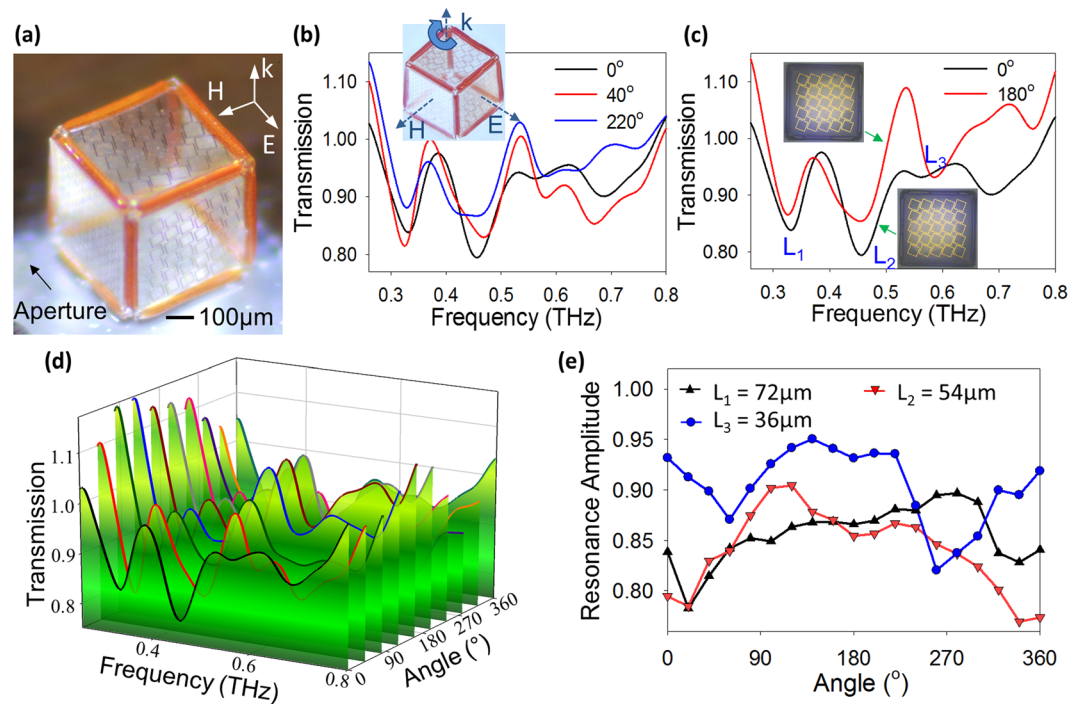 (a)
k
H
E
Aperture
100μm
(b)
k
H
E
0o
40o
220o
1.10
1.00
0.90
0.80
Transmission
0.3 0.4 0.5 0.6 0.7 0.8
Frequency (THz)
(c)
0o
180o
L3
L1
L2
1.10
1.00
0.90
0.80
Transmission
0.3 0.4 0.5 0.6 0.7 0.8
Frequency (THz)
(d)
1.1
1.0
0.9
0.8
Transmission
0.4 0.6 0.8
Frequency (THz)
0 90 180 270 360
Angle (°)
(e)
L1 = 72μm
L2 = 54μm
L3 = 36μm
1.00
0.95
0.90
0.85
0.80
Resonance Amplitude
0 90 180 270 360
Angle (o)